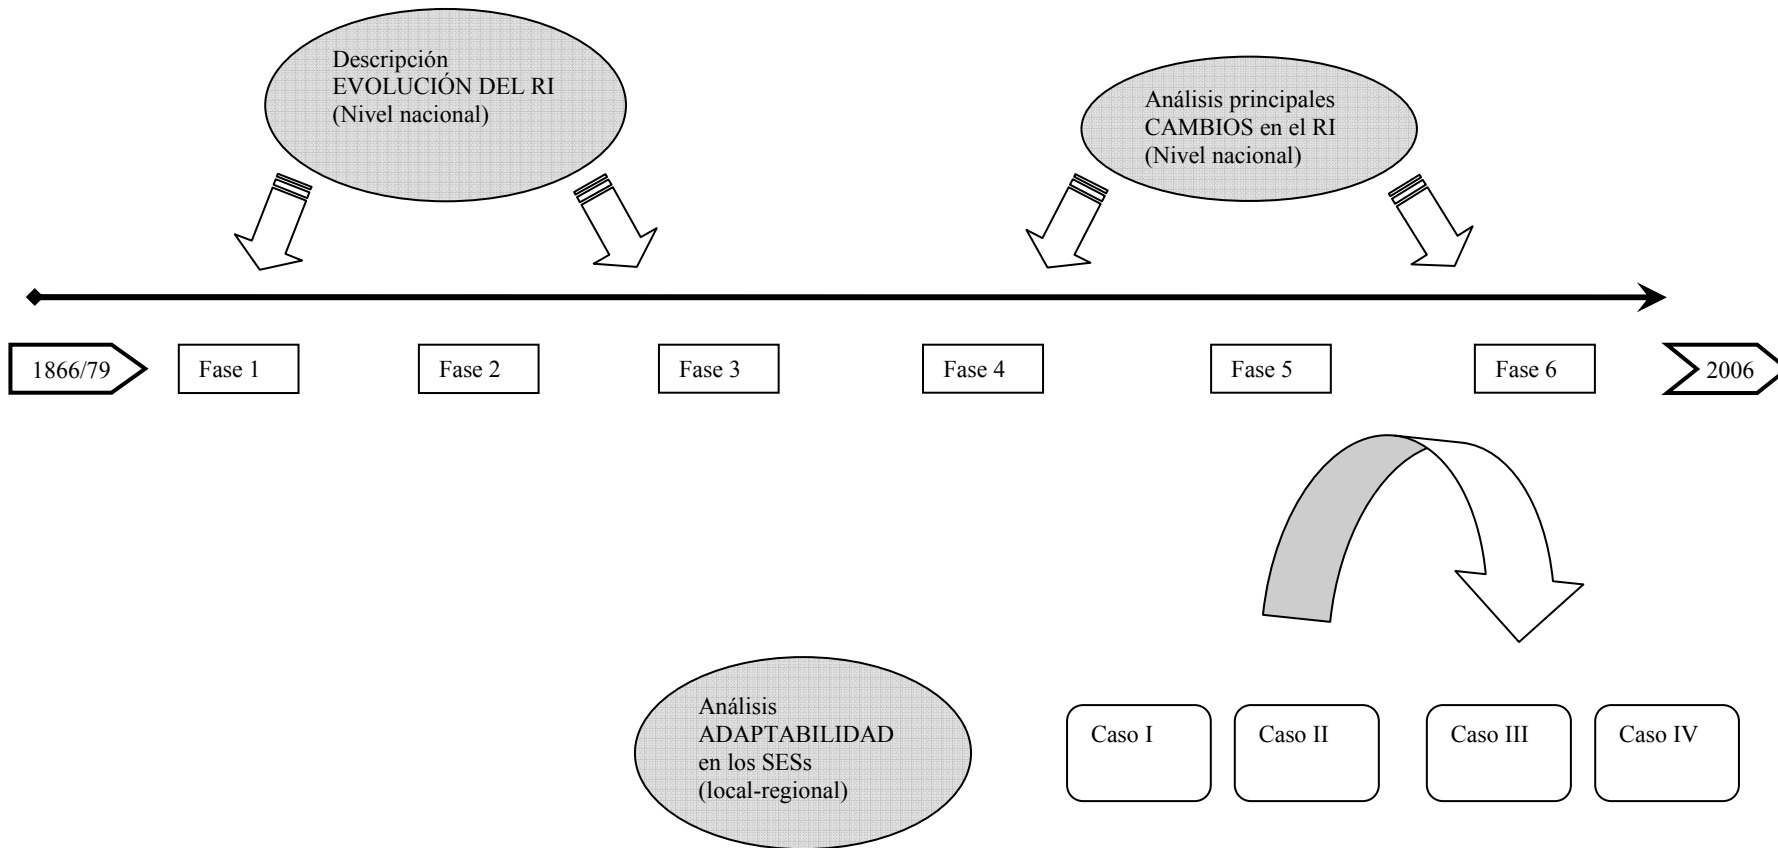 Descripción
EVOLUCIÓN DEL RI
(Nivel nacional)
Análisis principales
CAMBIOS en el RI
(Nivel nacional)
1866/79
Fase 1
Fase 2
Fase 3
Fase 4
Fase 5
Fase 6
2006
Análisis
ADAPTABILIDAD
en los SESs
(local-regional)
Caso I
Caso II
Caso III
Caso IV